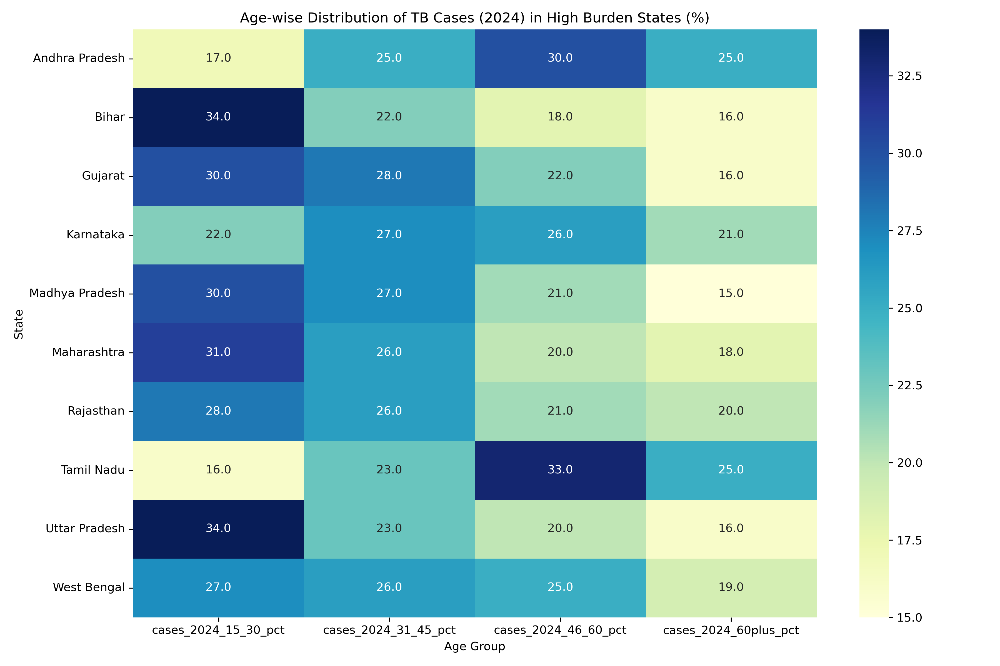 Age-wise Distribution of TB Cases (2024) in High Burden States (%)
Andhra Pradesh 17.0 25.0 30.0 25.0
Bihar 34.0 22.0 18.0 16.0
Gujarat 30.0 28.0 22.0 16.0
Karnataka 22.0 27.0 26.0 21.0
Madhya Pradesh 30.0 27.0 21.0 15.0
Maharashtra 31.0 26.0 20.0 18.0
Rajasthan 28.0 26.0 21.0 20.0
Tamil Nadu 16.0 23.0 33.0 25.0
Uttar Pradesh 34.0 23.0 20.0 16.0
West Bengal 27.0 26.0 25.0 19.0
State
cases_2024_15_30_pct cases_2024_31_45_pct cases_2024_46_60_pct cases_2024_60plus_pct
Age Group
32.5
30.0
27.5
25.0
22.5
20.0
17.5
15.0